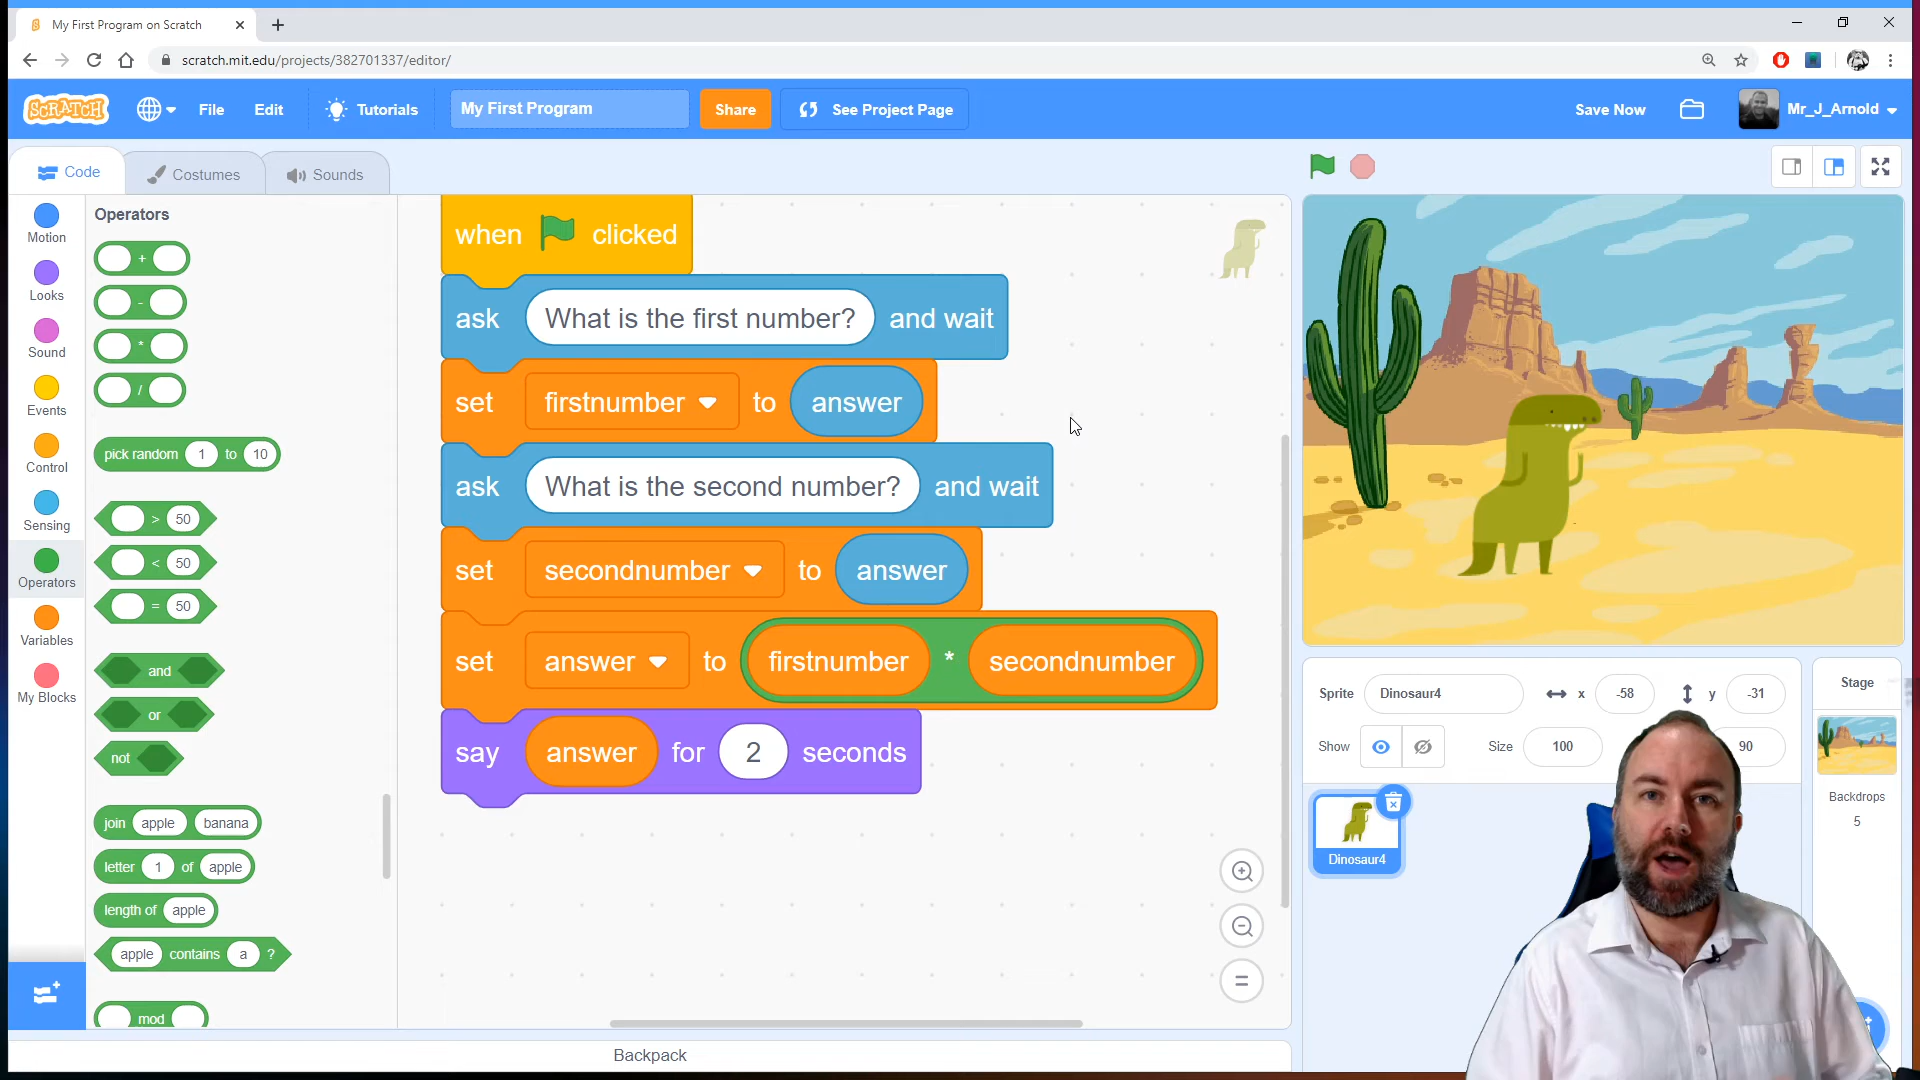 My First Program on Scratch
scratch.mit.edu/projects/382701337/editor/
SCRATCH
File
Edit
Tutorials
My First Program
Share
See Project Page
Save Now
Mr_J_Arnold
Code
Costumes
Sounds
Motion
Looks
Sound
Events
Control
Sensing
Operators
Variables
My Blocks
Operators
+
-
*
/
pick random 1 to 10
> 50
< 50
= 50
and
or
not
join apple banana
letter 1 of apple
length of apple
apple contains a ?
mod
when clicked
ask What is the first number? and wait
set firstnumber to answer
ask What is the second number? and wait
set secondnumber to answer
set answer to firstnumber * secondnumber
say answer for 2 seconds
Backpack
Sprite Dinosaur4 x -58 y -31
Show Size 100 90
Dinosaur4
Stage
Backdrops
5